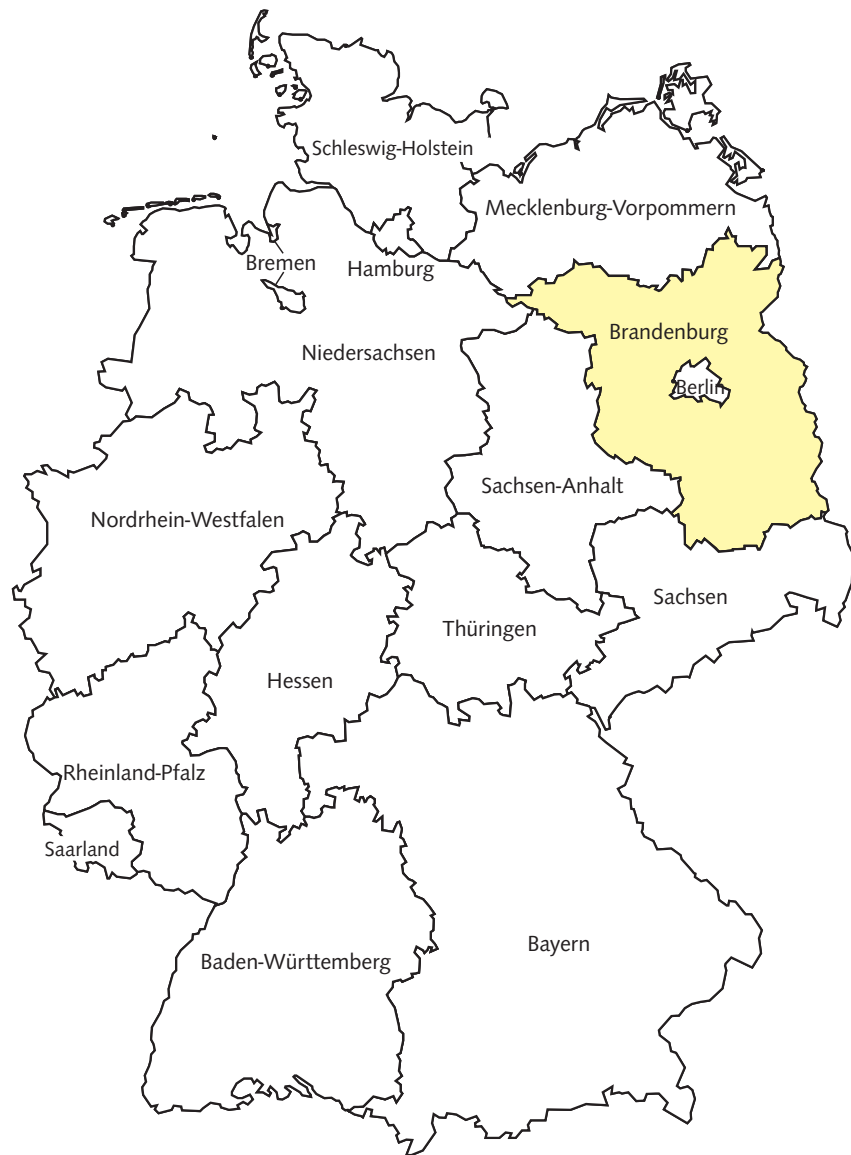 Schleswig-Holstein
Mecklenburg-Vorpommern
Bremen
Hamburg
Brandenburg
Niedersachsen
Berlin
Sachsen-Anhalt
Nordrhein-Westfalen
Sachsen
Thüringen
Hessen
Rheinland-Pfalz
Saarland
Bayern
Baden-Württemberg